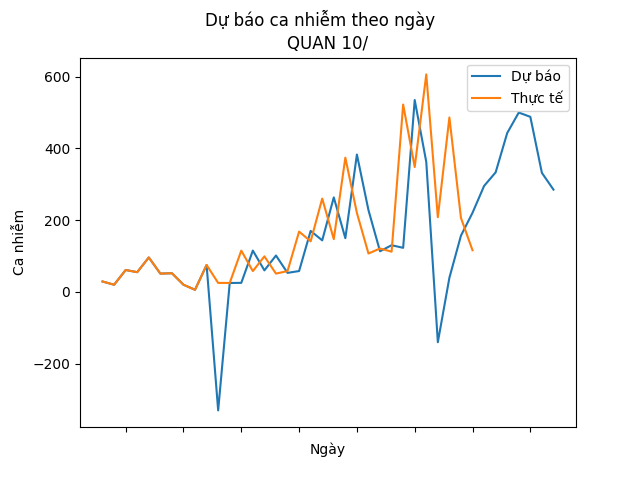 Dự báo ca nhiễm theo ngày
QUAN 10/
Dự báo
Thực tế
600
400
200
0
−200
Ca nhiễm
Ngày